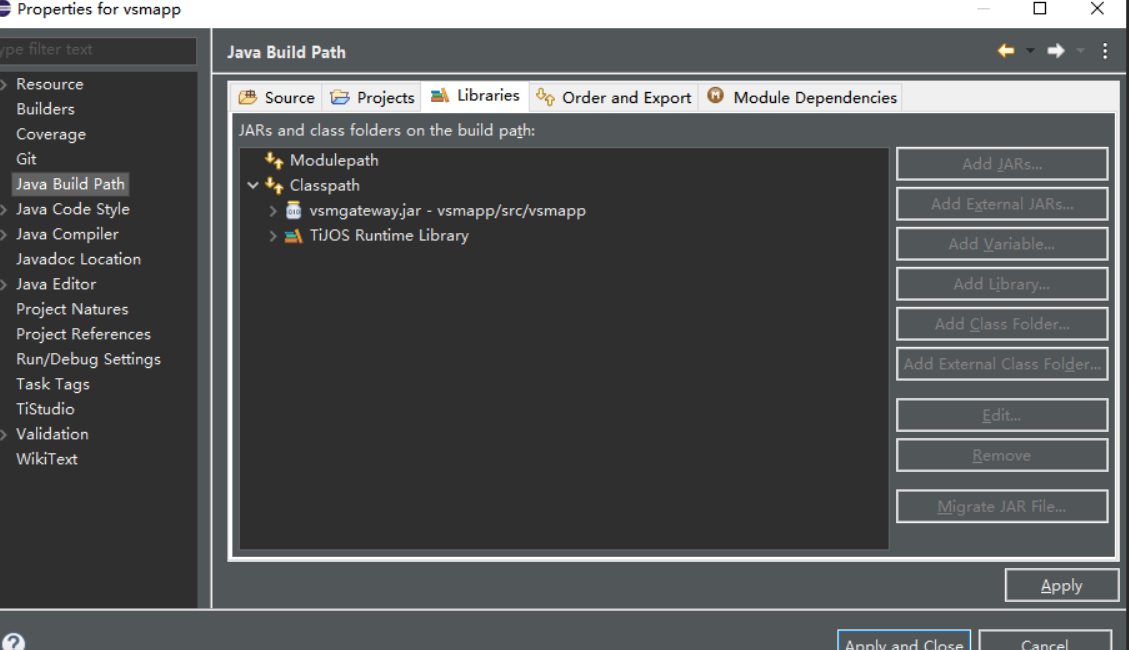 Properties for vsmapp
type filter text
Resource
Builders
Coverage
Git
Java Build Path
Java Code Style
Java Compiler
Javadoc Location
Java Editor
Project Natures
Project References
Run/Debug Settings
Task Tags
TiStudio
Validation
WikiText
Java Build Path
Source Projects Libraries Order and Export Module Dependencies
JARs and class folders on the build path:
Modulepath
Classpath
vsmgateway.jar - vsmapp/src/vsmapp
TiJOS Runtime Library
Add JARs...
Add External JARs...
Add Variable...
Add Library...
Add Class Folder...
Add External Class Folder...
Edit...
Remove
Migrate JAR File...
Apply
Apply and Close Cancel